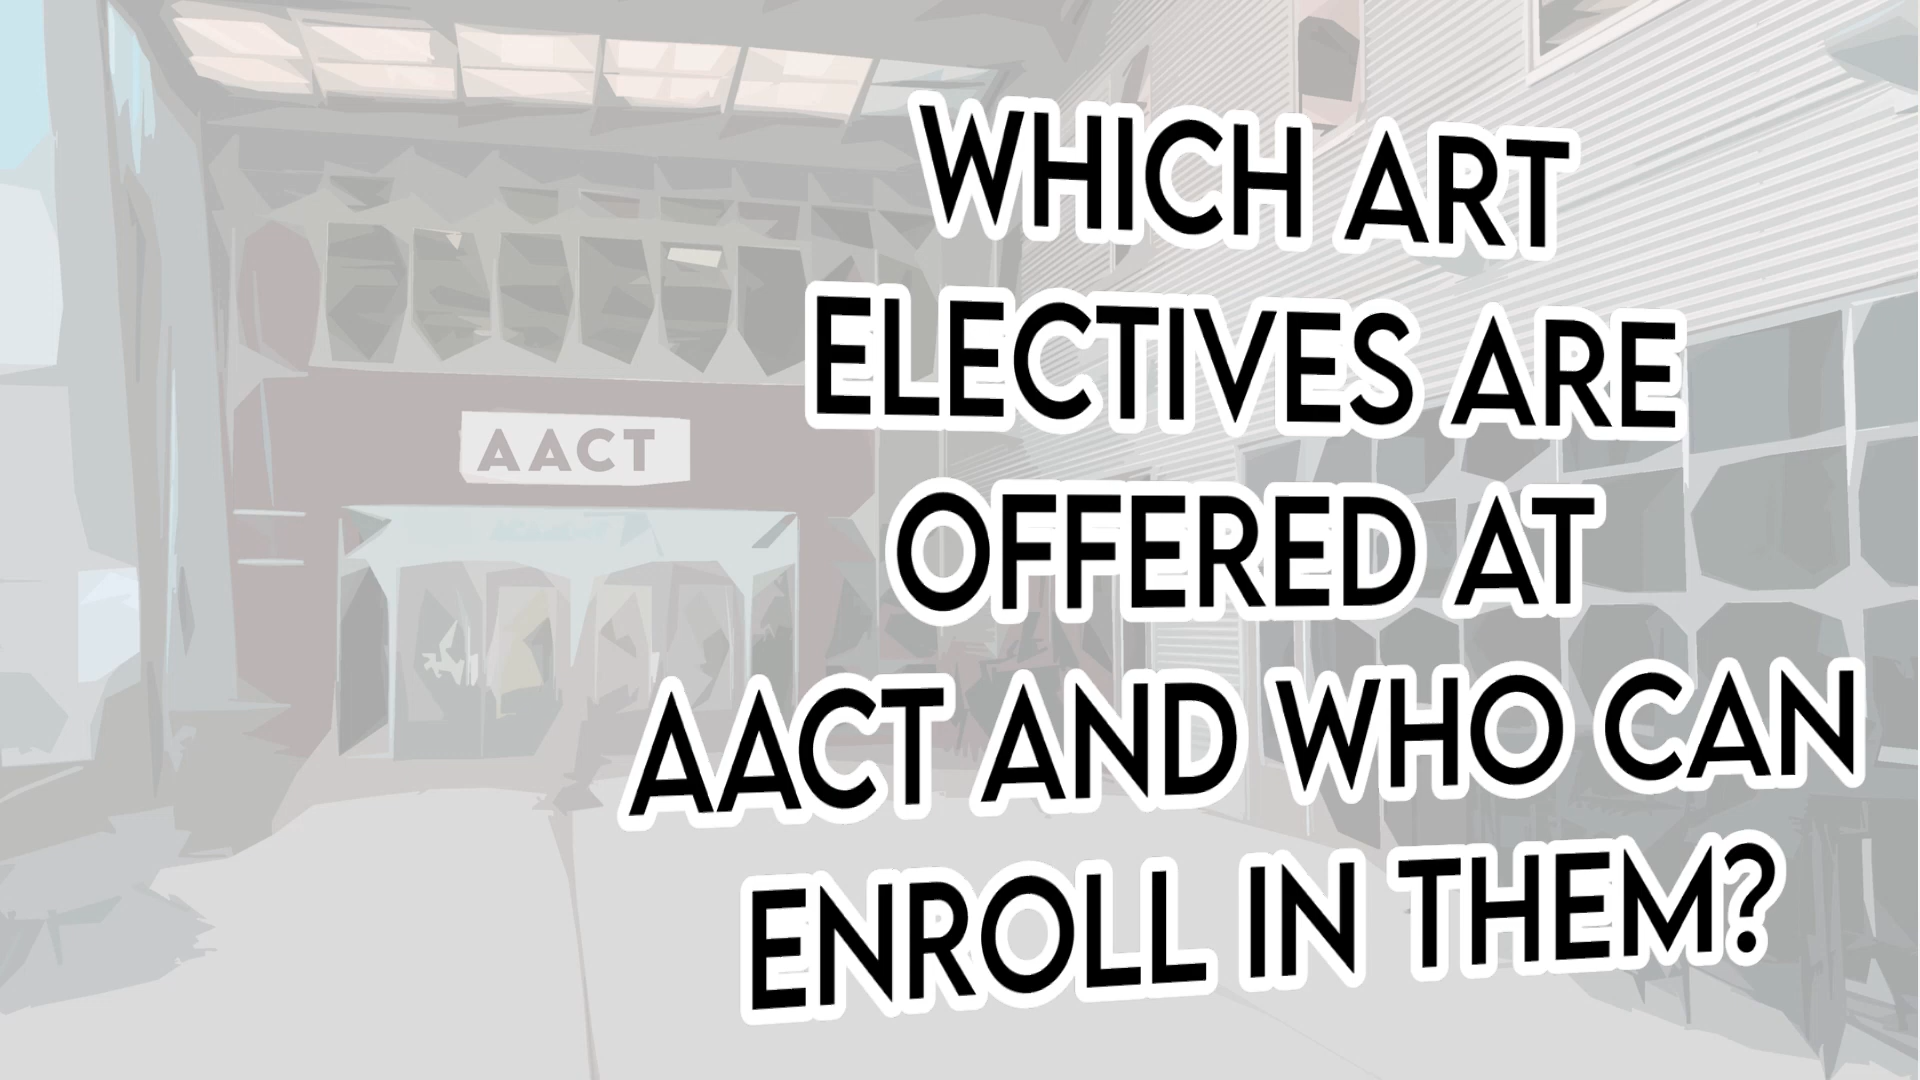 AACT
WHICH ART
ELECTIVES ARE
OFFERED AT
AACT AND WHO CAN
ENROLL IN THEM?